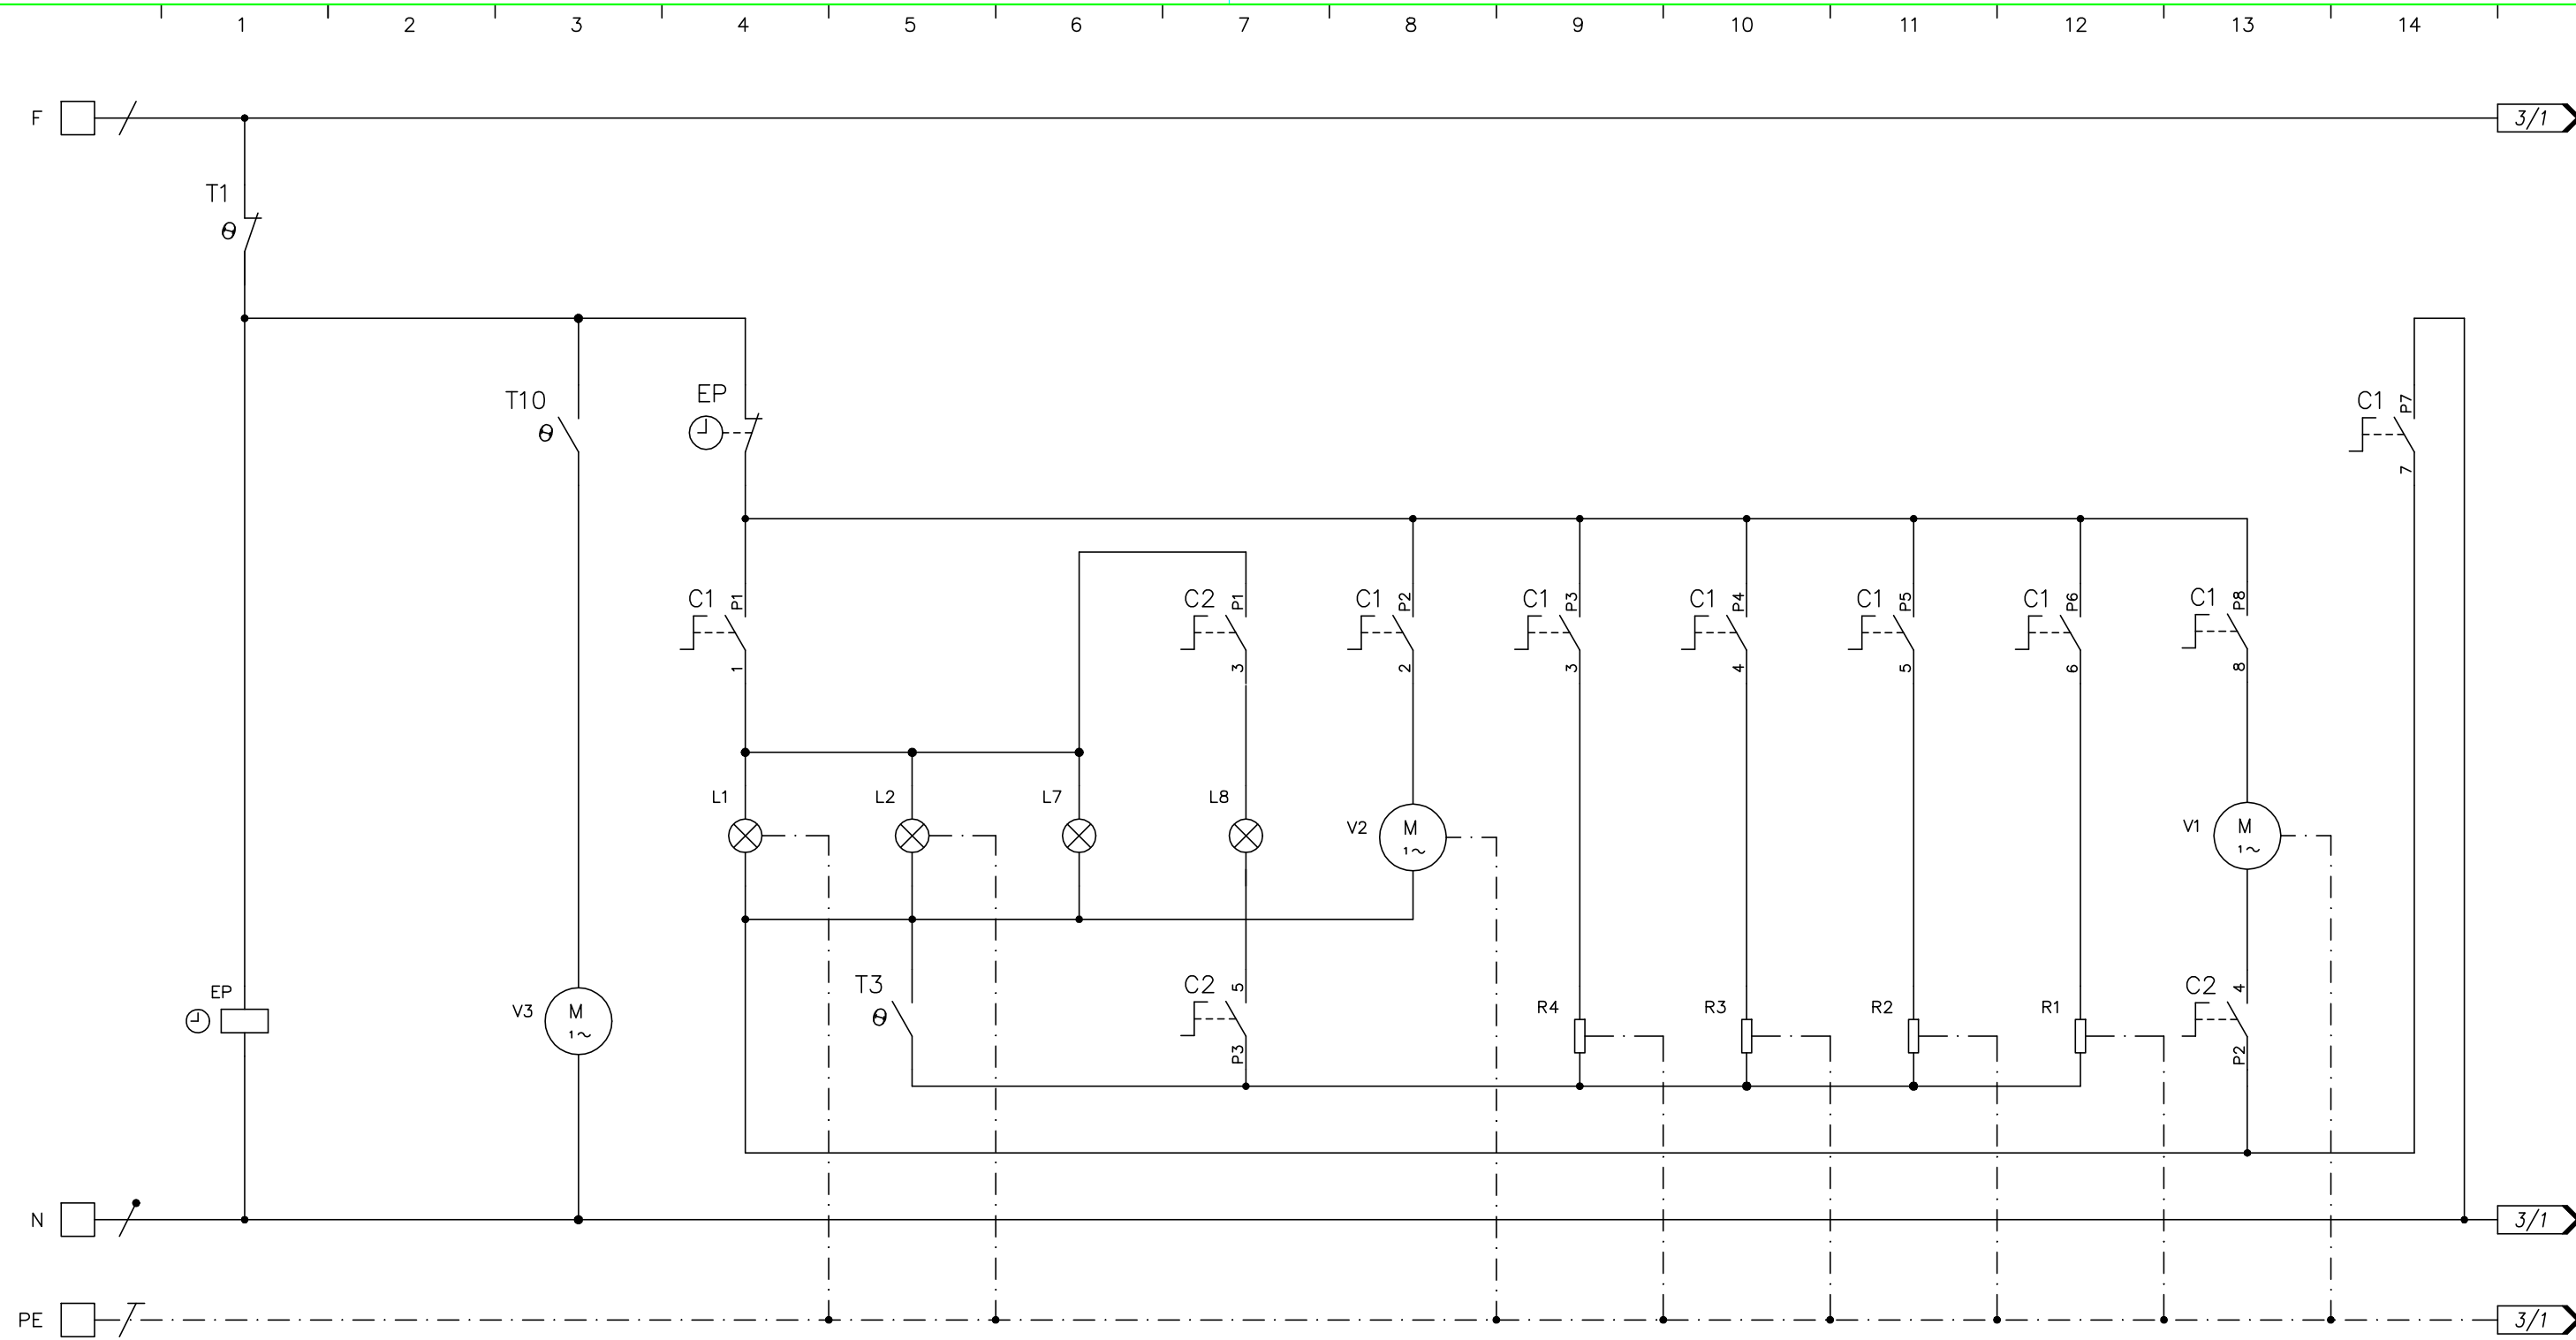 1 2 3 4 5 6 7 8 9 10 11 12 13 14
F 3/1
T1
θ
T10 EP C1 P7
θ
7
C1 P1 C2 P1 C1 P2 C1 P3 C1 P4 C1 P5 C1 P6 C1 P8
1 3 2 3 4 5 6 8
L1 L2 L7 L8 V2 M V1 M
1~ 1~
T3 C2 5 C2 4
EP V3 M θ R4 R3 R2 R1
1~
P3 P2
N 3/1
PE 3/1